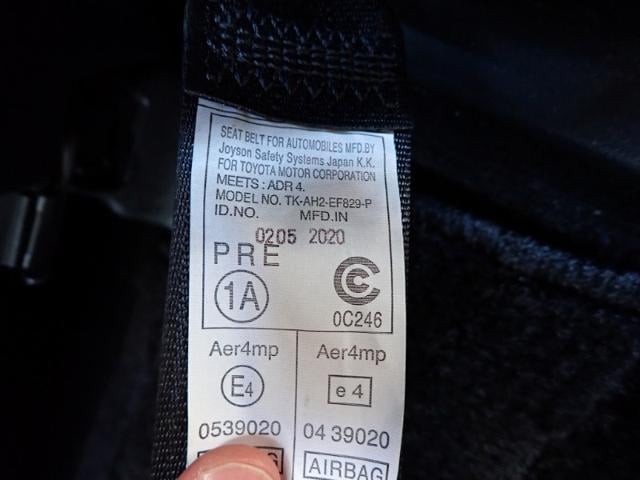 SEAT BELT FOR AUTOMOBILES MFD.BY
Joyson Safety Systems Japan K.K.
FOR TOYOTA MOTOR CORPORATION
MEETS : ADR 4.
MODEL NO. TK-AH2-EF829-P
ID.NO. MFD.IN
0205 2020
PRE
1A
CCC
0C246
Aer4mp Aer4mp
E4 e 4
0539020 04 39020
AIRBAG